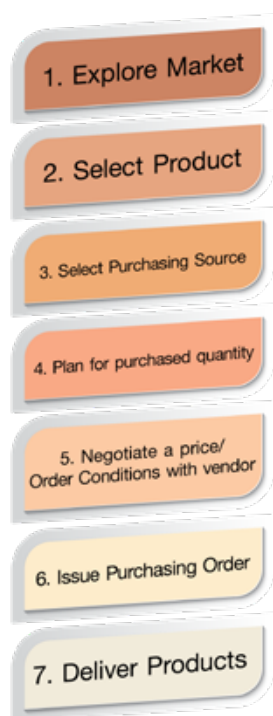 1. Explore Market
2. Select Product
3. Select Purchasing Source
4. Plan for purchased quantity
5. Negotiate a price/
Order Conditions with vendor
6. Issue Purchasing Order
7. Deliver Products